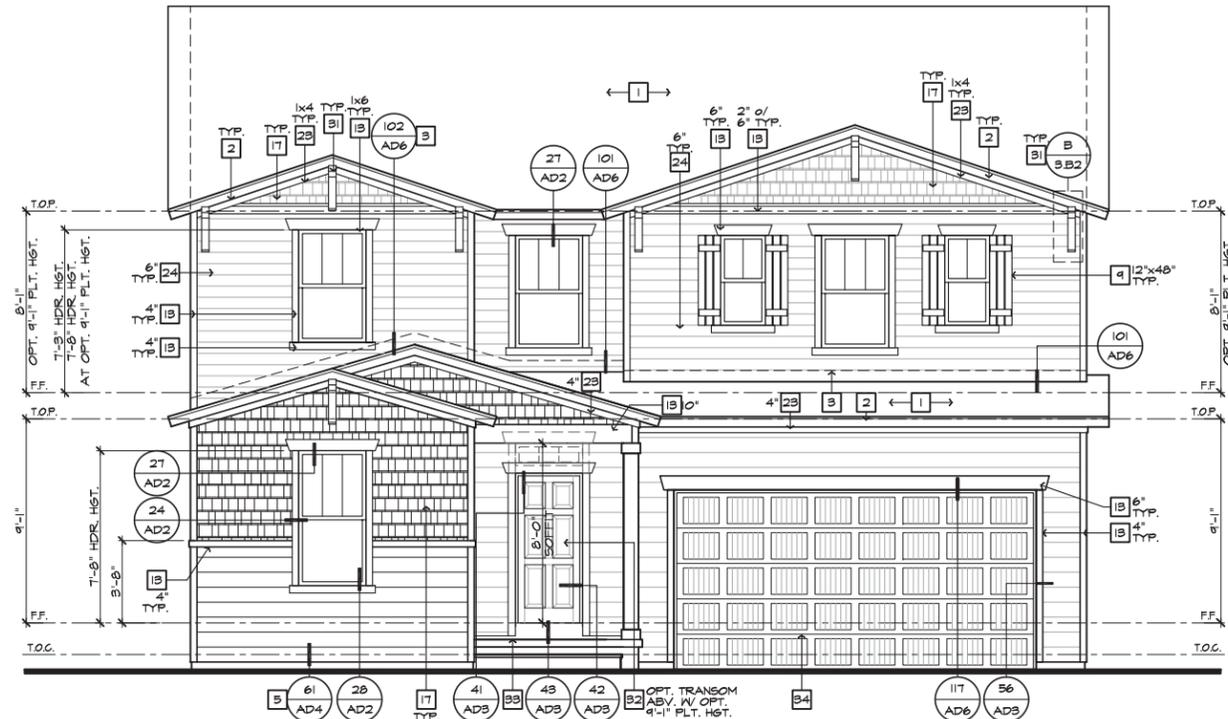 1
TYP.
2
TYP.
17
1x4
TYP.
23
TYP.
31
1x6
TYP.
13
102
AD6
3
27
AD2
101
AD6
6"
TYP.
24
6"
TYP.
13
2" o/
6" TYP.
13
TYP.
17
1x4
TYP.
23
TYP.
2
TYP.
31
B
3.B2
T.O.P.
T.O.P.
8'-1"
OPT. 9'-1" PLT. HGT.
7'-3" HDR. HGT.
7'-8" HDR. HGT.
AT OPT. 9'-1" PLT. HGT.
6"
TYP.
24
4"
TYP.
13
4"
TYP.
13
9
12"x48"
TYP.
8'-1"
OPT. 9'-1" PLT. HGT.
101
AD6
F.F.
F.F.
4" 23
13 10"
4" 23
3
2
1
T.O.P.
T.O.P.
27
AD2
24
AD2
9'-1"
7'-8" HDR. HGT.
3'-8"
13
4"
TYP.
8'-0"
SOFFIT
13
6"
TYP.
13
4"
TYP.
9'-1"
F.F.
F.F.
T.O.C.
T.O.C.
5
61
AD4
28
AD2
17
TYP.
41
AD3
33
43
AD3
42
AD3
32
OPT. TRANSOM
ABV. W/ OPT.
9'-1" PLT. HGT.
34
117
AD6
56
AD3